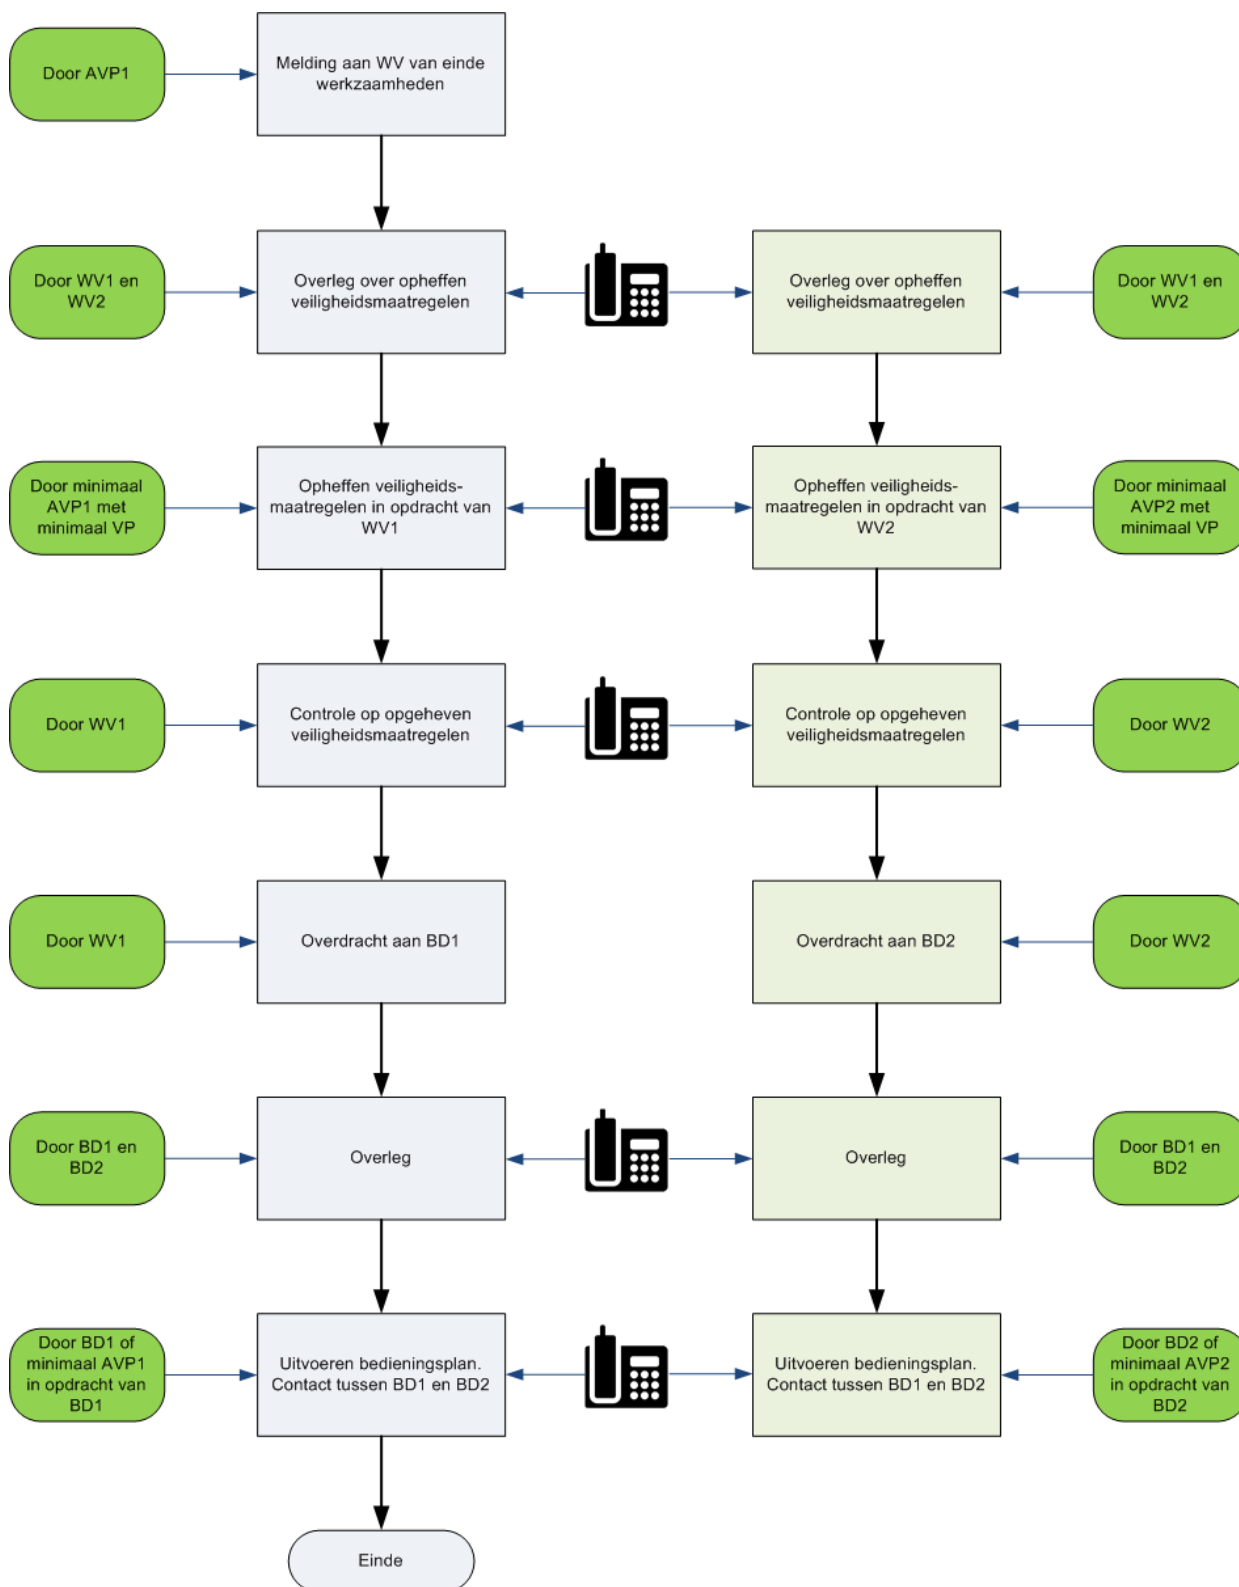 Door AVP1
Melding aan WV van einde
werkzaamheden
Door WV1 en
WV2
Overleg over opheffen
veiligheidsmaatregelen
Overleg over opheffen
veiligheidsmaatregelen
Door WV1 en
WV2
Door minimaal
AVP1 met
minimaal VP
Opheffen veiligheids-
maatregelen in opdracht van
WV1
Opheffen veiligheids-
maatregelen in opdracht van
WV2
Door minimaal
AVP2 met
minimaal VP
Door WV1
Controle op opgeheven
veiligheidsmaatregelen
Controle op opgeheven
veiligheidsmaatregelen
Door WV2
Door WV1
Overdracht aan BD1
Overdracht aan BD2
Door WV2
Door BD1 en
BD2
Overleg
Overleg
Door BD1 en
BD2
Door BD1 of
minimaal AVP1
in opdracht van
BD1
Uitvoeren bedieningsplan.
Contact tussen BD1 en BD2
Uitvoeren bedieningsplan.
Contact tussen BD1 en BD2
Door BD2 of
minimaal AVP2
in opdracht van
BD2
Einde